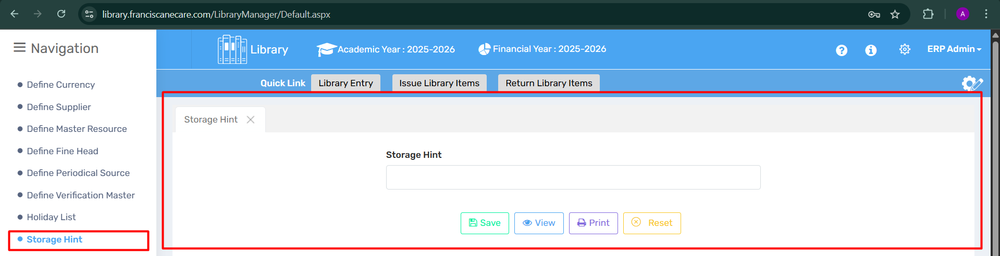 library.franciscanecare.com/LibraryManager/Default.aspx
A
Navigation
Library
Academic Year : 2025-2026
Financial Year : 2025-2026
ERP Admin
Quick Link
Library Entry
Issue Library Items
Return Library Items
Define Currency
Define Supplier
Define Master Resource
Define Fine Head
Define Periodical Source
Define Verification Master
Holiday List
Storage Hint
Storage Hint
Storage Hint
Save
View
Print
Reset